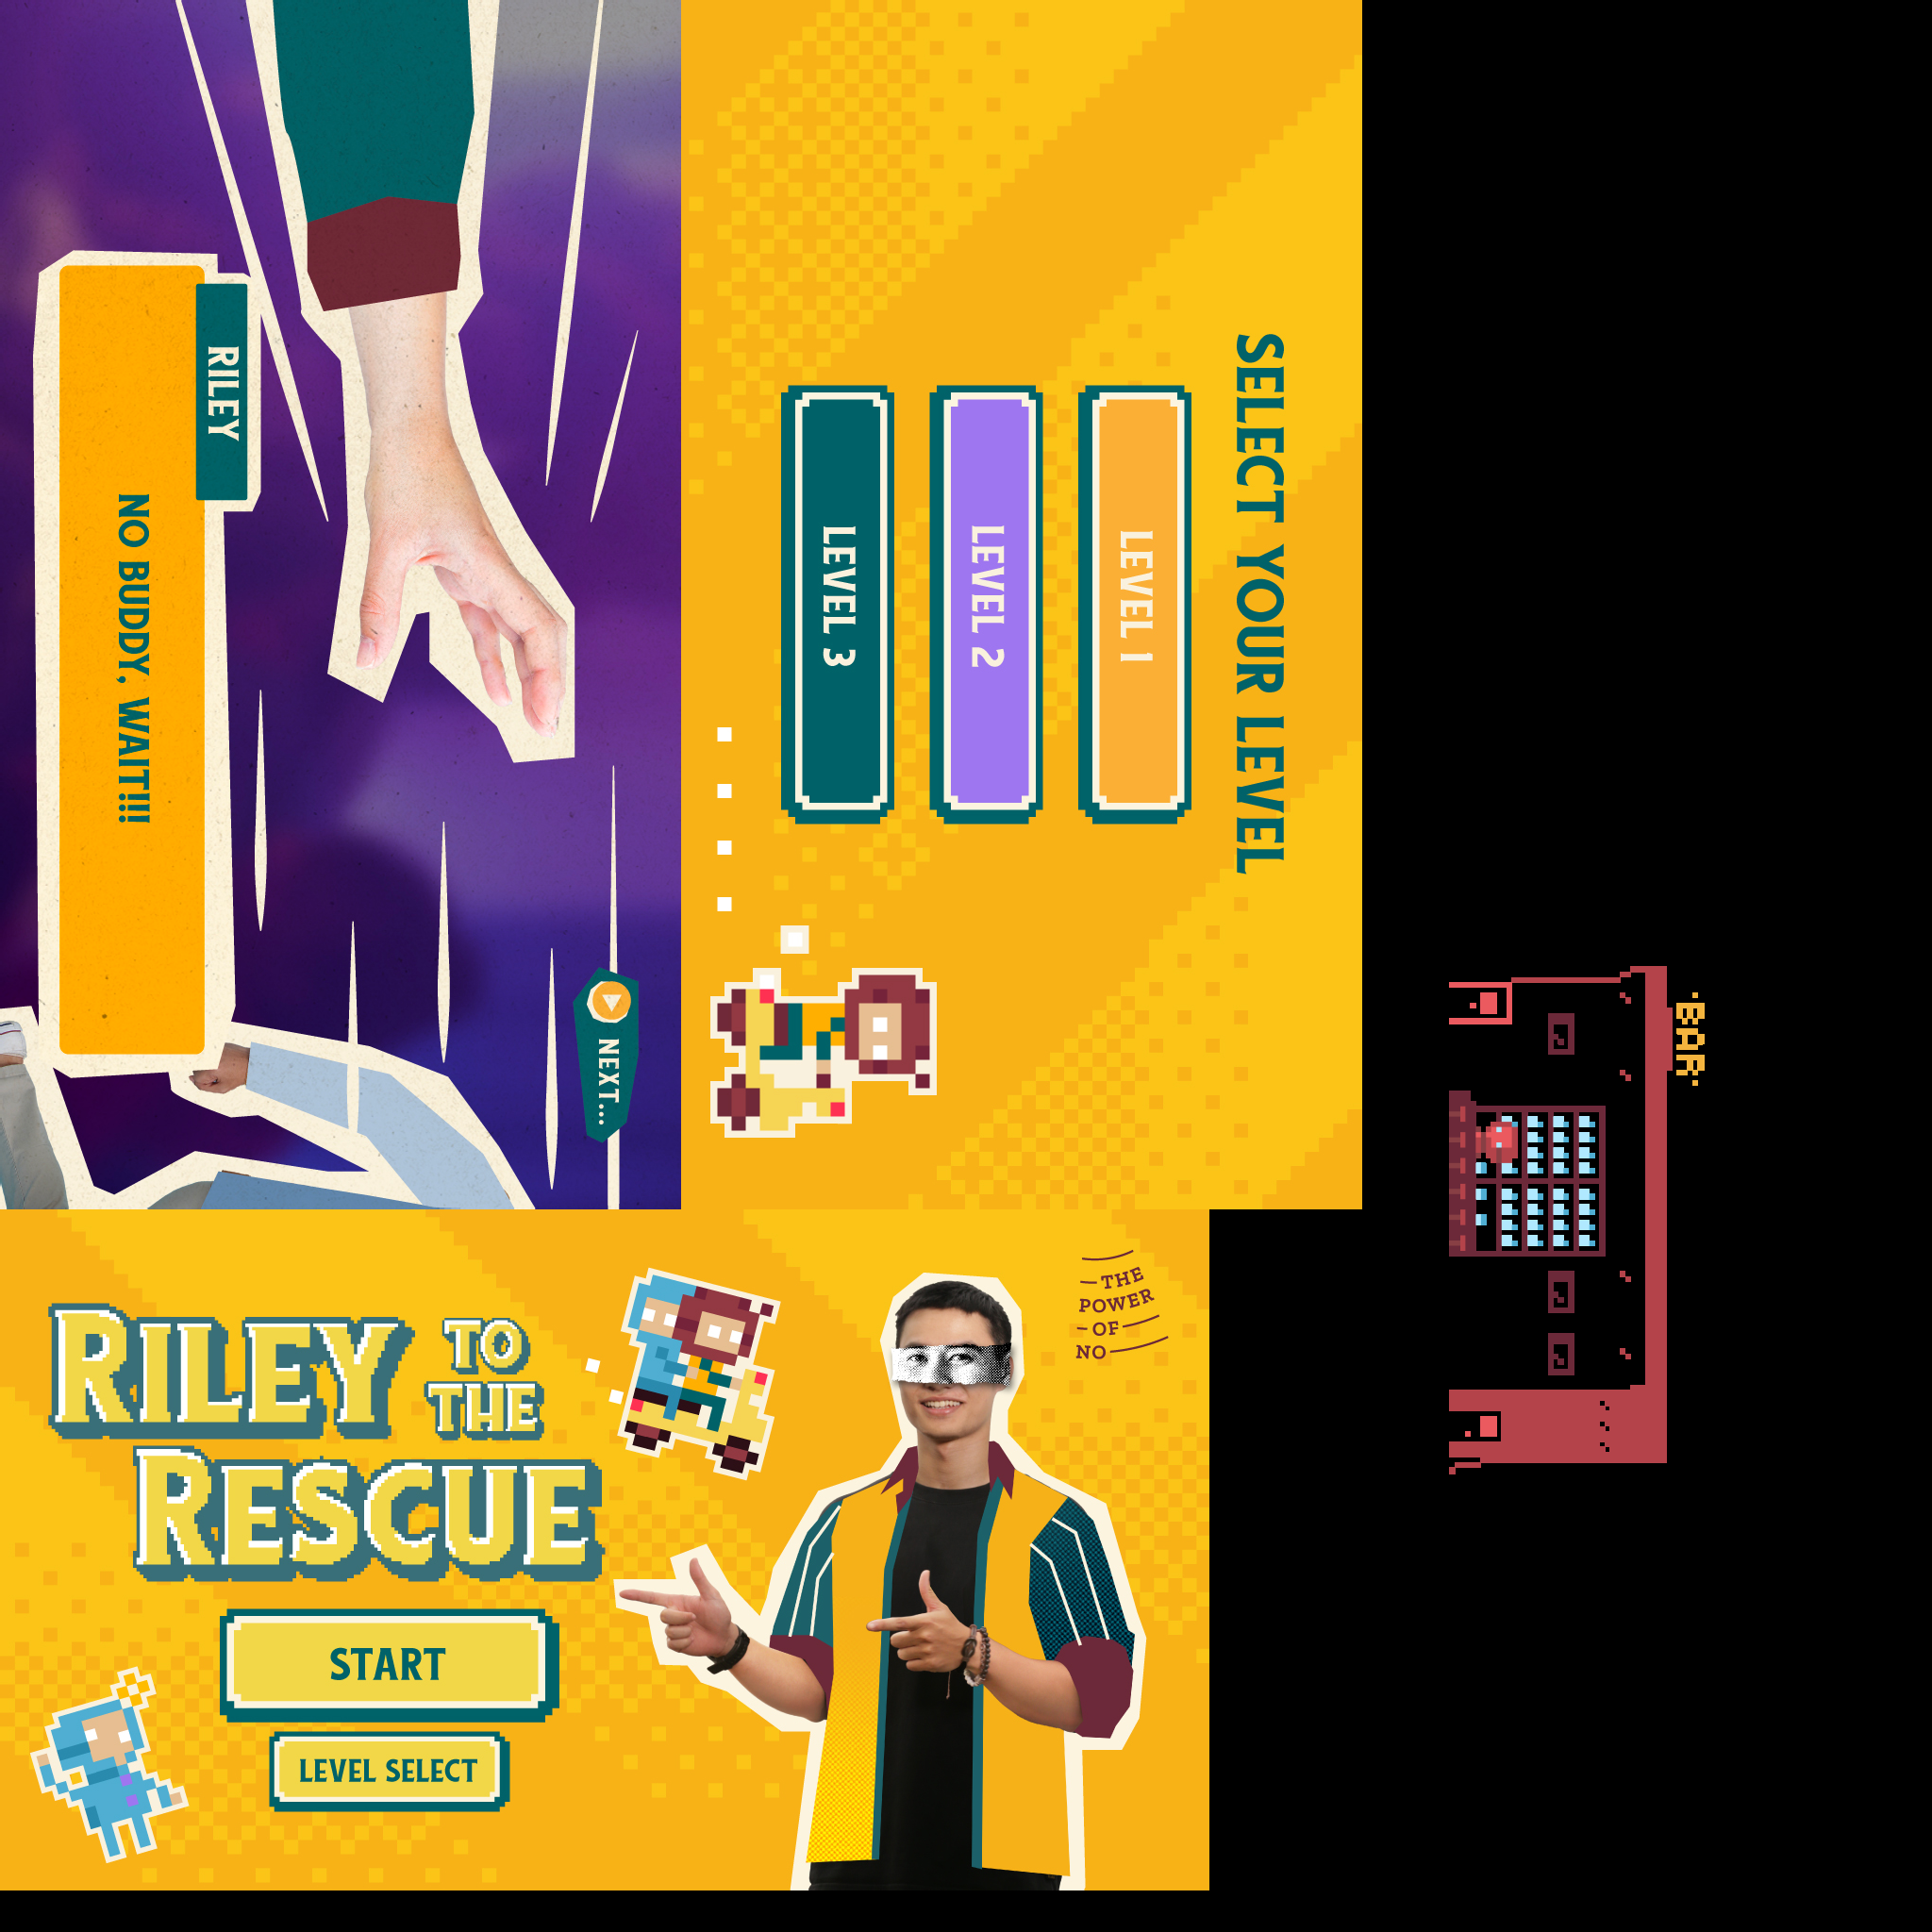 RILEY
NO BUDDY, WAIT!!!
NEXT...
SELECT YOUR LEVEL
LEVEL 1
LEVEL 2
LEVEL 3
·BAR·
RILEY TO
THE
RESCUE
START
LEVEL SELECT
THE
POWER
OF
NO